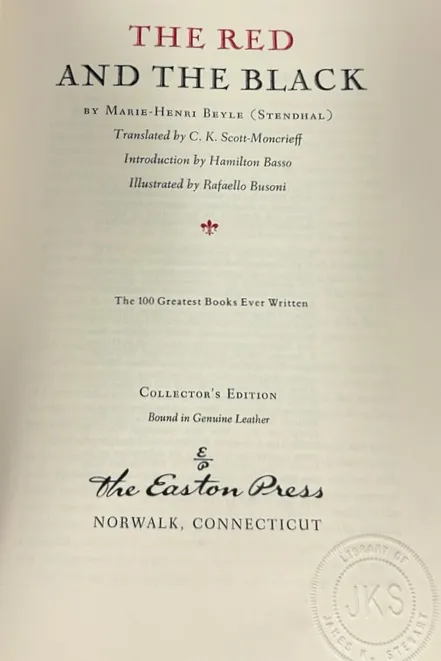 THE RED
AND THE BLACK
BY MARIE-HENRI BEYLE (STENDHAL)
Translated by C. K. Scott-Moncrieff
Introduction by Hamilton Basso
Illustrated by Rafaello Busoni
The 100 Greatest Books Ever Written
COLLECTOR'S EDITION
Bound in Genuine Leather
E
P
the Easton Press
NORWALK, CONNECTICUT
LIBRARY OF
JKS
JAMES K. STEWART